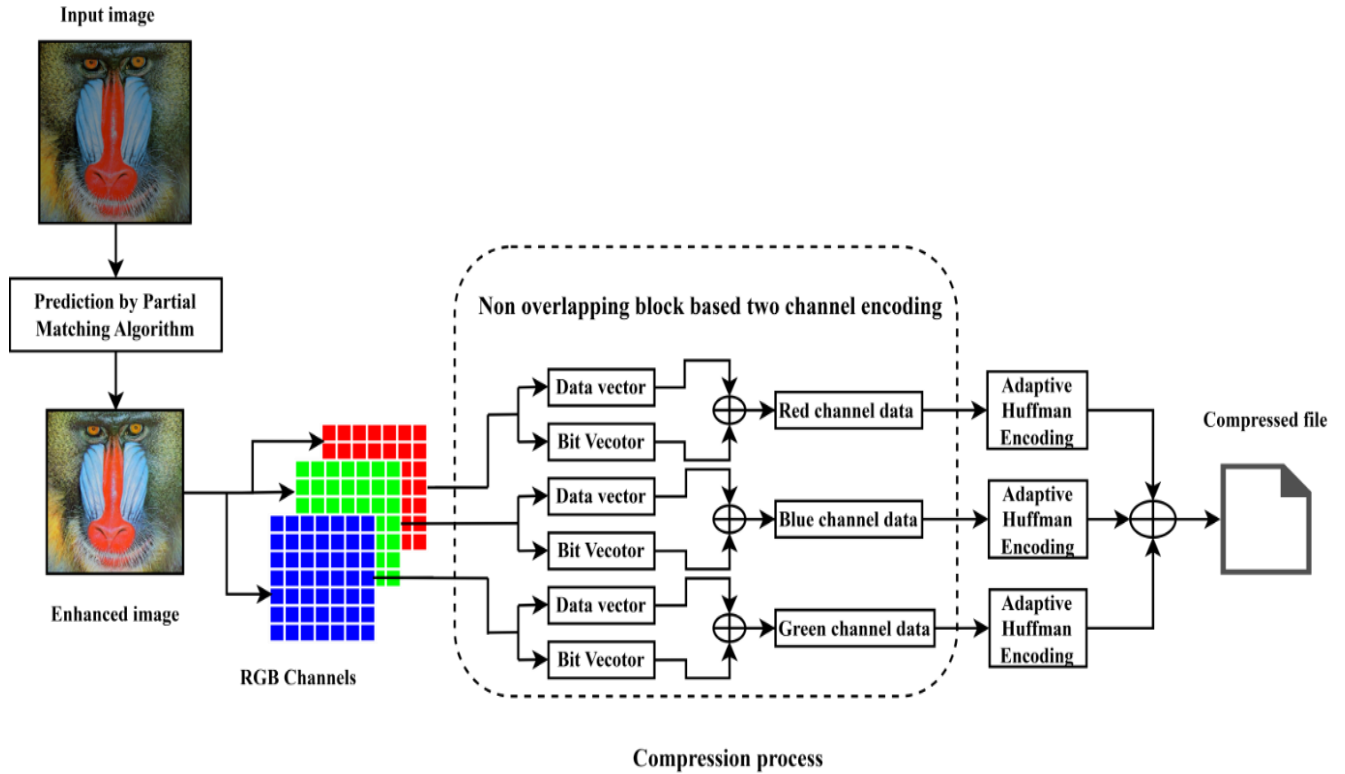 Input image
Prediction by Partial
Matching Algorithm
Enhanced image
RGB Channels
Non overlapping block based two channel encoding
Data vector
Bit Vecotor
Red channel data
Adaptive
Huffman
Encoding
Data vector
Bit Vecotor
Blue channel data
Adaptive
Huffman
Encoding
Data vector
Bit Vecotor
Green channel data
Adaptive
Huffman
Encoding
Compressed file
Compression process